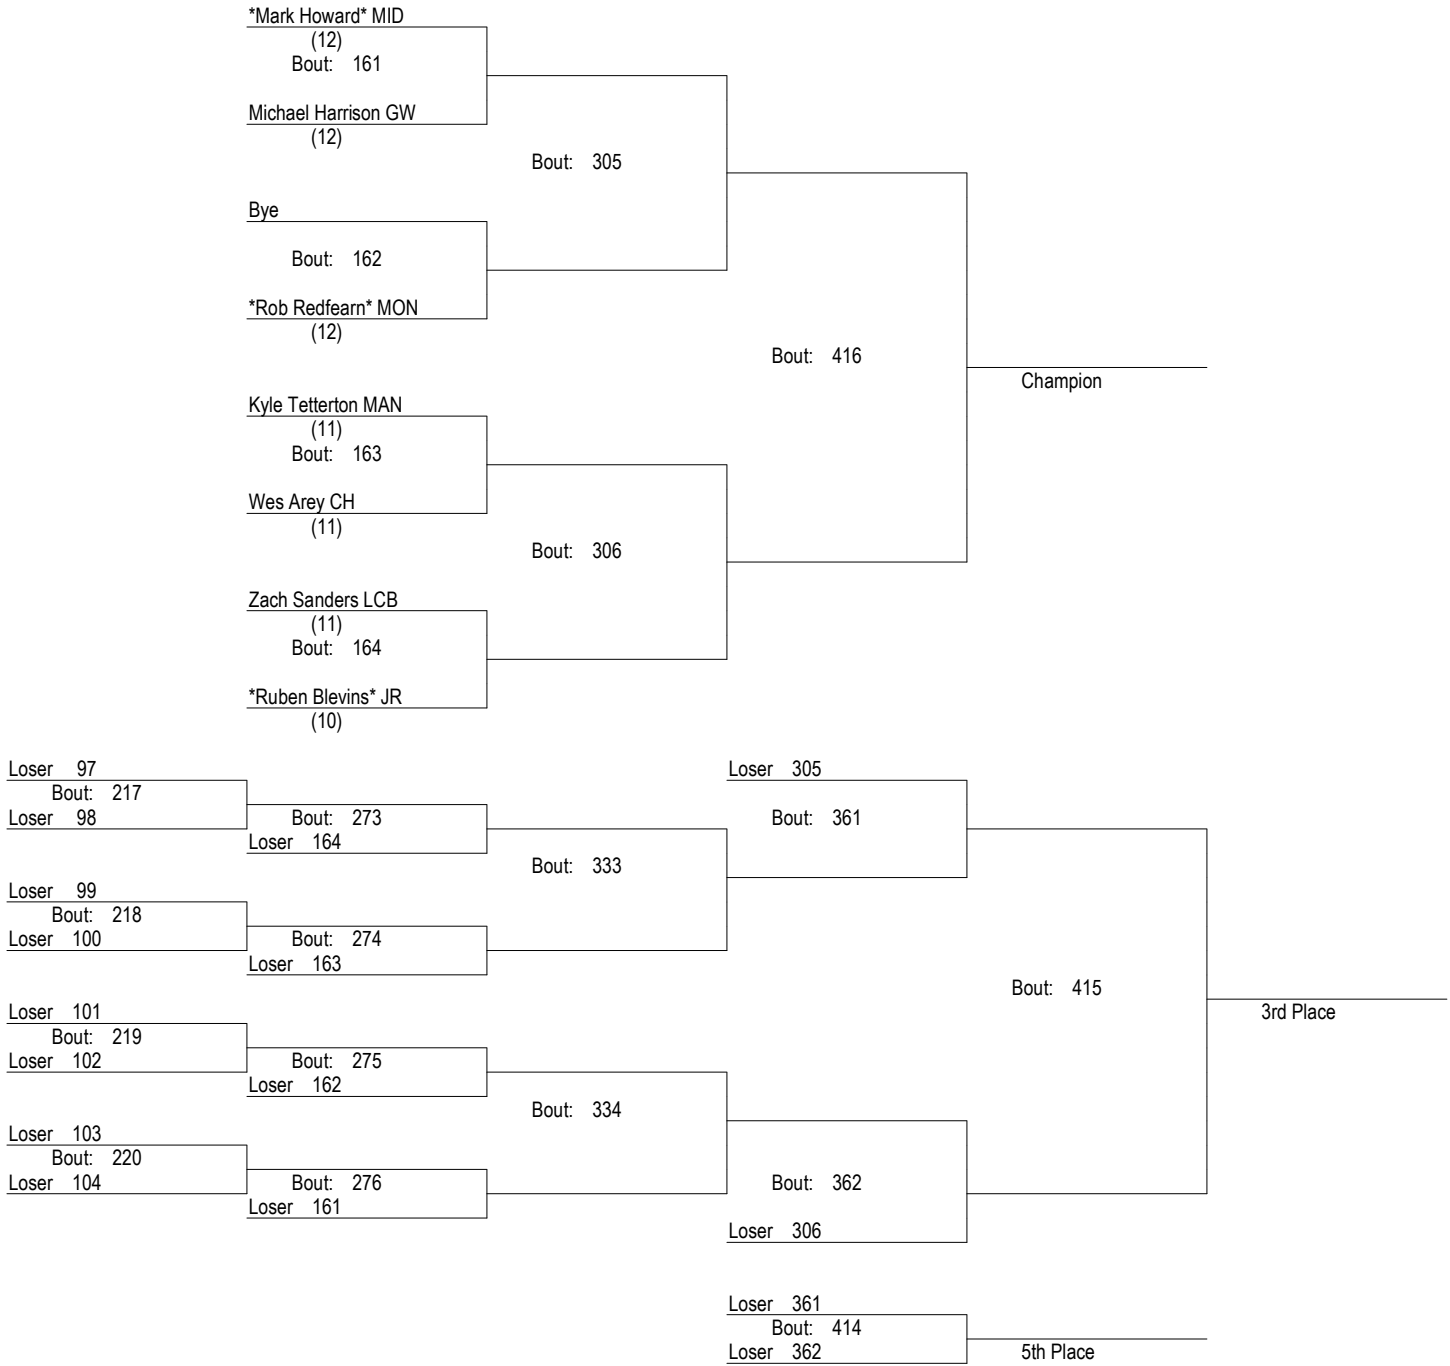 *Mark Howard* MID
(12)
Bout: 161
Michael Harrison GW
(12)
Bout: 305
Bye
Bout: 162
*Rob Redfearn* MON
(12)
Bout: 416
Champion
Kyle Tetterton MAN
(11)
Bout: 163
Wes Arey CH
(11)
Bout: 306
Zach Sanders LCB
(11)
Bout: 164
*Ruben Blevins* JR
(10)
Loser 97
Bout: 217
Loser 98
Bout: 273
Loser 164
Bout: 333
Loser 305
Bout: 361
Loser 99
Bout: 218
Loser 100
Bout: 274
Loser 163
Bout: 415
3rd Place
Loser 101
Bout: 219
Loser 102
Bout: 275
Loser 162
Bout: 334
Loser 103
Bout: 220
Loser 104
Bout: 276
Loser 161
Bout: 362
Loser 306
Loser 361
Bout: 414
Loser 362
5th Place